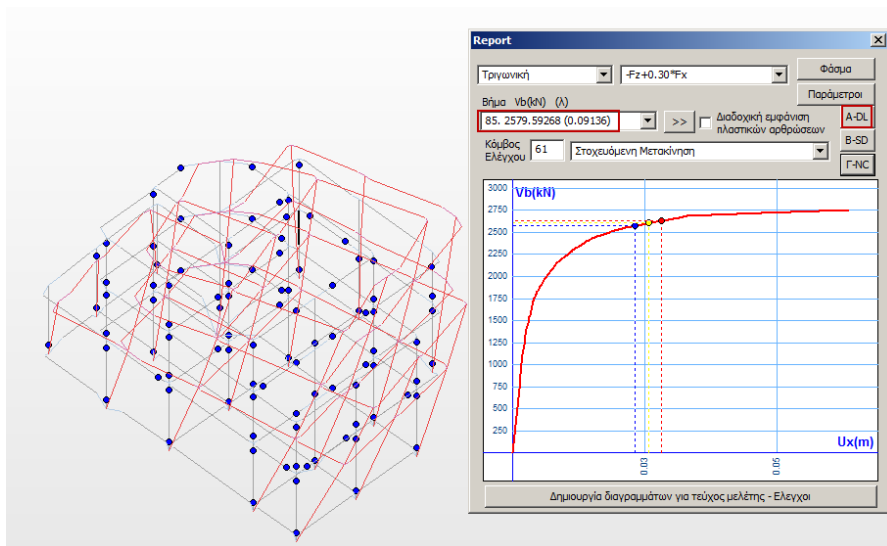 Report
Τριγωνική -Fz+0.30*Fx Φάσμα
Παράμετροι
Βήμα Vb(kN) (λ)
85. 2579.59268 (0.09136) >> Διαδοχική εμφάνιση πλαστικών αρθρώσεων A-DL
B-SD
Κόμβος Ελέγχου 61 Στοχευόμενη Μετακίνηση Γ-NC
Vb(kN)
3000
2750
2500
2250
2000
1750
1500
1250
1000
750
500
250
Ux(m)
0.03 0.05
Δημιουργία διαγραμμάτων για τεύχος μελέτης - Ελεγχοι